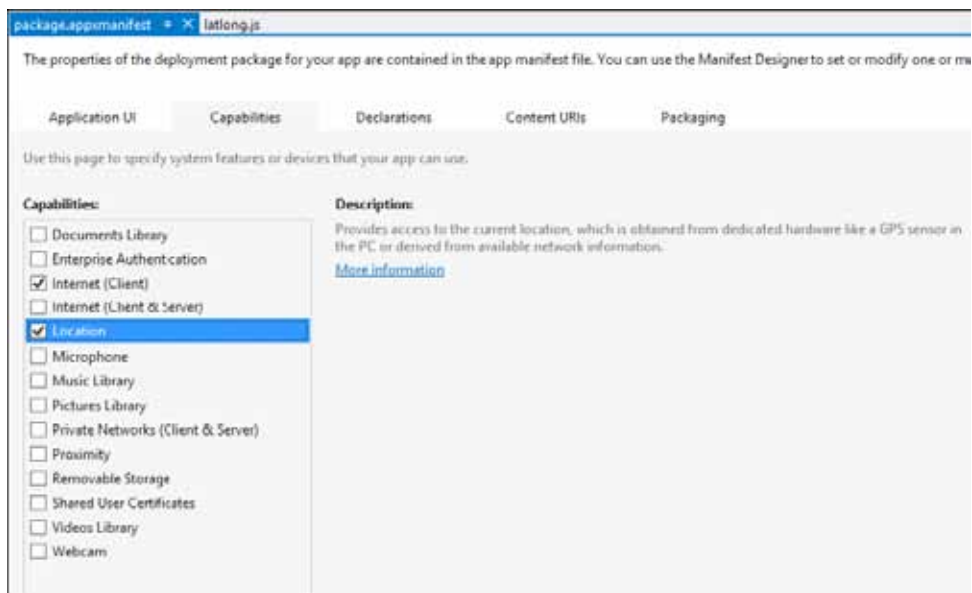 package.appxmanifest
latlong.js
The properties of the deployment package for your app are contained in the app manifest file. You can use the Manifest Designer to set or modify one or
Application UI
Capabilities
Declarations
Content URIs
Packaging
Use this page to specify system features or devices that your app can use.
Capabilities:
Documents Library
Enterprise Authentication
Internet (Client)
Internet (Client & Server)
Location
Microphone
Music Library
Pictures Library
Private Networks (Client & Server)
Proximity
Removable Storage
Shared User Certificates
Videos Library
Webcam
Description:
Provides access to the current location, which is obtained from dedicated hardware like a GPS sensor in
the PC or derived from available network information.
More information